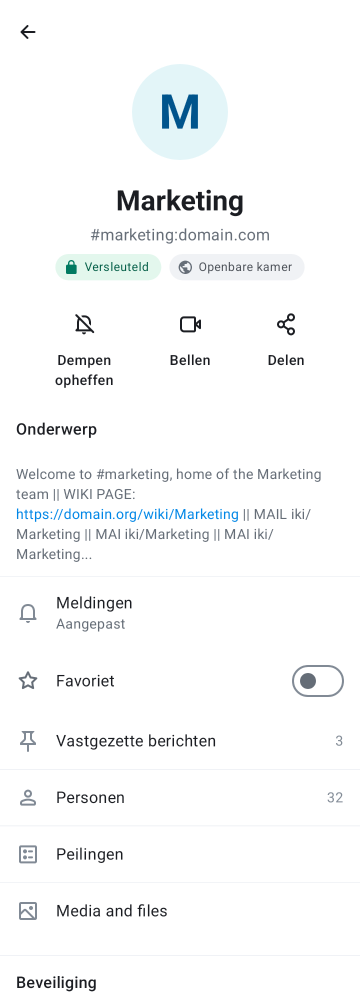 M
Marketing
#marketing:domain.com
Versleuteld
Openbare kamer
Dempen
opheffen
Bellen
Delen
Onderwerp
Welcome to #marketing, home of the Marketing
team || WIKI PAGE:
https://domain.org/wiki/Marketing || MAIL iki/
Marketing || MAI iki/Marketing || MAI iki/
Marketing...
Meldingen
Aangepast
Favoriet
Vastgezette berichten 3
Personen 32
Peilingen
Media and files
Beveiliging